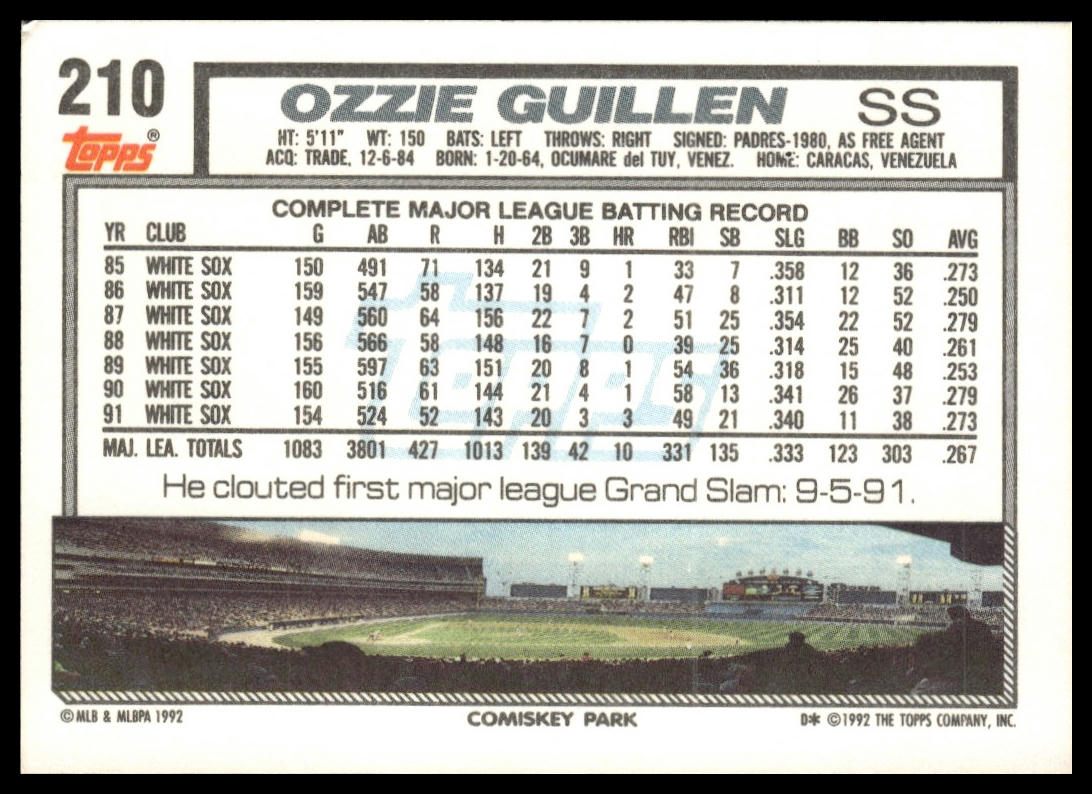 210
Topps®
OZZIE GUILLEN SS
HT: 5'11" WT: 150 BATS: LEFT THROWS: RIGHT SIGNED: PADRES-1980, AS FREE AGENT
ACQ: TRADE, 12-6-84 BORN: 1-20-64, OCUMARE del TUY, VENEZ. HOME: CARACAS, VENEZUELA
COMPLETE MAJOR LEAGUE BATTING RECORD
YR CLUB G AB R H 2B 3B HR RBI SB SLG BB SO AVG
85 WHITE SOX 150 491 71 134 21 9 1 33 7 .358 12 36 .273
86 WHITE SOX 159 547 58 137 19 4 2 47 8 .311 12 52 .250
87 WHITE SOX 149 560 64 156 22 7 2 51 25 .354 22 52 .279
88 WHITE SOX 156 566 58 148 16 7 0 39 25 .314 25 40 .261
89 WHITE SOX 155 597 63 151 20 8 1 54 36 .318 15 48 .253
90 WHITE SOX 160 516 61 144 21 4 1 58 13 .341 26 37 .279
91 WHITE SOX 154 524 52 143 20 3 3 49 21 .340 11 38 .273
MAJ. LEA. TOTALS 1083 3801 427 1013 139 42 10 331 135 .333 123 303 .267
Topps
He clouted first major league Grand Slam: 9-5-91.
© MLB & MLBPA 1992 COMISKEY PARK D* © 1992 THE TOPPS COMPANY, INC.